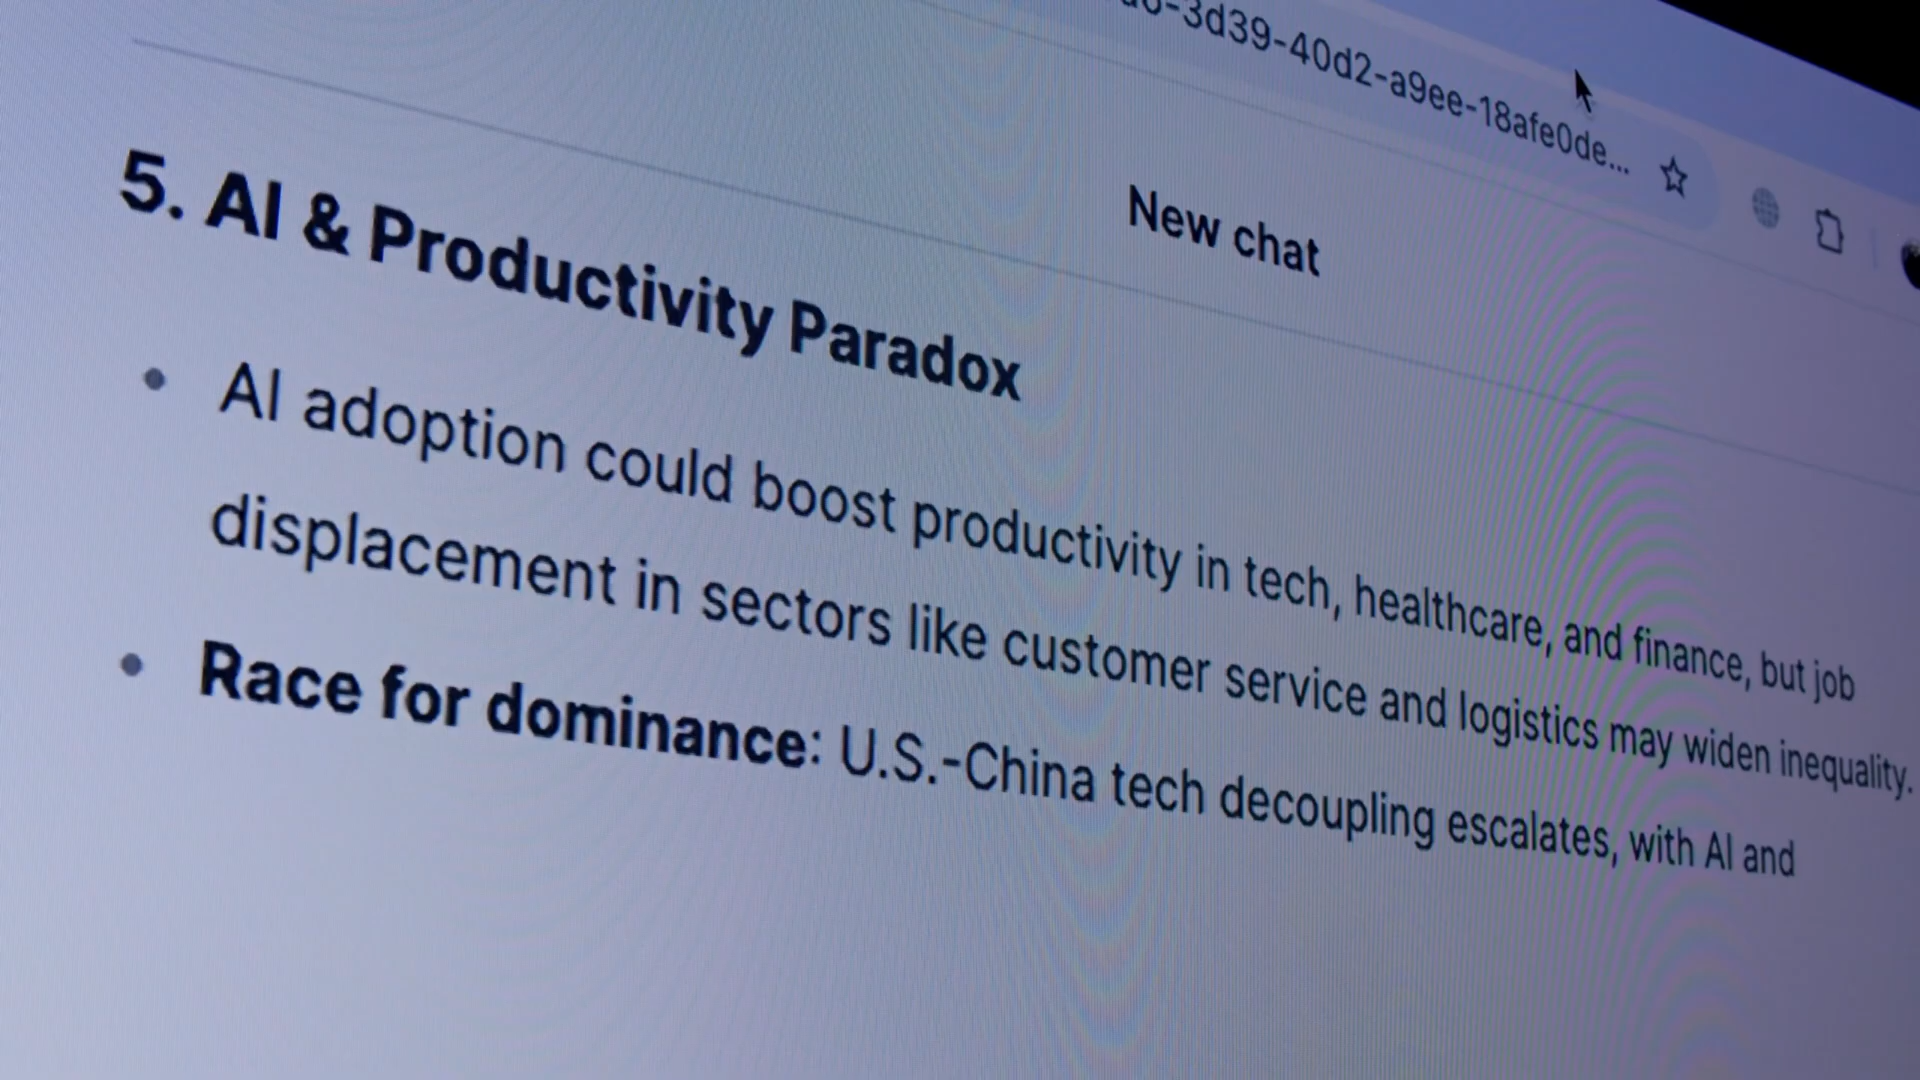 -3d39-40d2-a9ee-18afe0de...
New chat
5. AI & Productivity Paradox
• AI adoption could boost productivity in tech, healthcare, and finance, but job
displacement in sectors like customer service and logistics may widen inequality.
• Race for dominance: U.S.-China tech decoupling escalates, with AI and